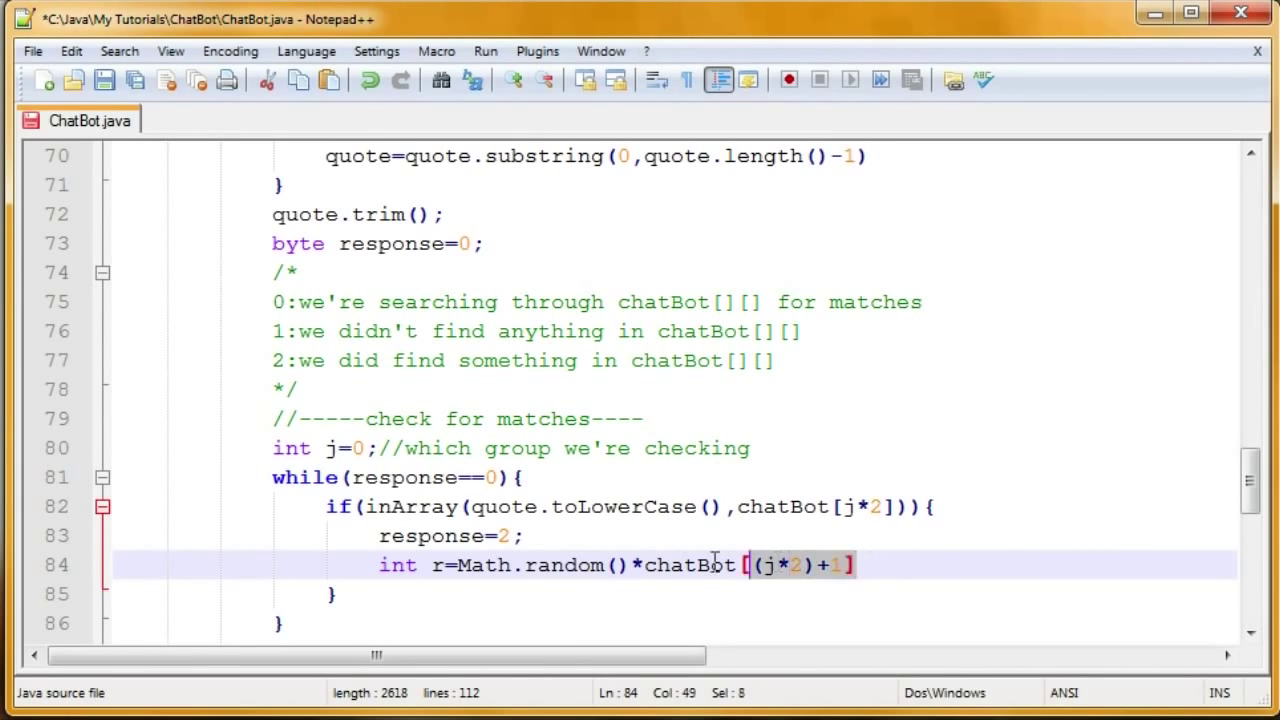 *C:\Java\My Tutorials\ChatBot\ChatBot.java - Notepad++
File Edit Search View Encoding Language Settings Macro Run Plugins Window ? X
ChatBot.java
70 quote=quote.substring(0,quote.length()-1)
71 }
72 quote.trim();
73 byte response=0;
74 /*
75 0:we're searching through chatBot[][] for matches
76 1:we didn't find anything in chatBot[][]
77 2:we did find something in chatBot[][]
78 */
79 //-----check for matches----
80 int j=0;//which group we're checking
81 while(response==0){
82 if(inArray(quote.toLowerCase(),chatBot[j*2])){
83 response=2;
84 int r=Math.random()*chatBot[(j*2)+1]
85 }
86 }
Java source file length : 2618 lines : 112 Ln : 84 Col : 49 Sel : 8 Dos\Windows ANSI INS